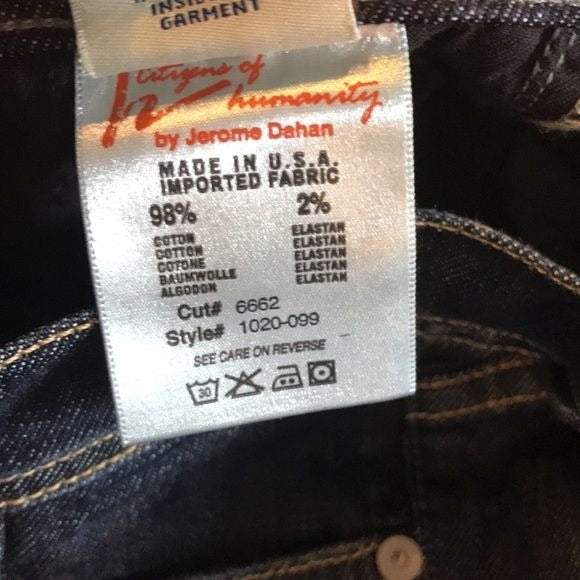 GARMENT
Citizens of
humanity
by Jerome Dahan
MADE IN U.S.A.
IMPORTED FABRIC
98% 2%
COTON ELASTAN
COTTON ELASTAN
COTONE ELASTAN
BAUMWOLLE ELASTAN
ALGODON ELASTAN
Cut# 6662
Style# 1020-099
SEE CARE ON REVERSE
30